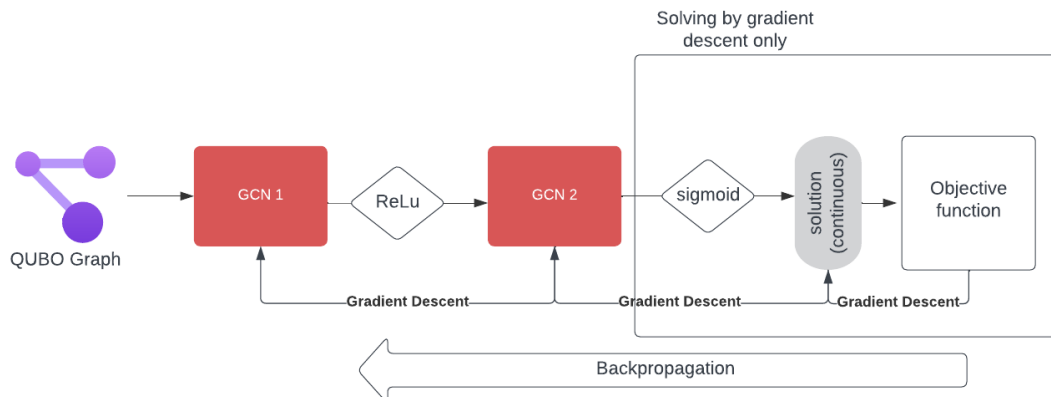 Solving by gradient
descent only
QUBO Graph
GCN 1
ReLu
GCN 2
sigmoid
solution
(continuous)
Objective
function
Gradient Descent
Gradient Descent
Gradient Descent
Backpropagation